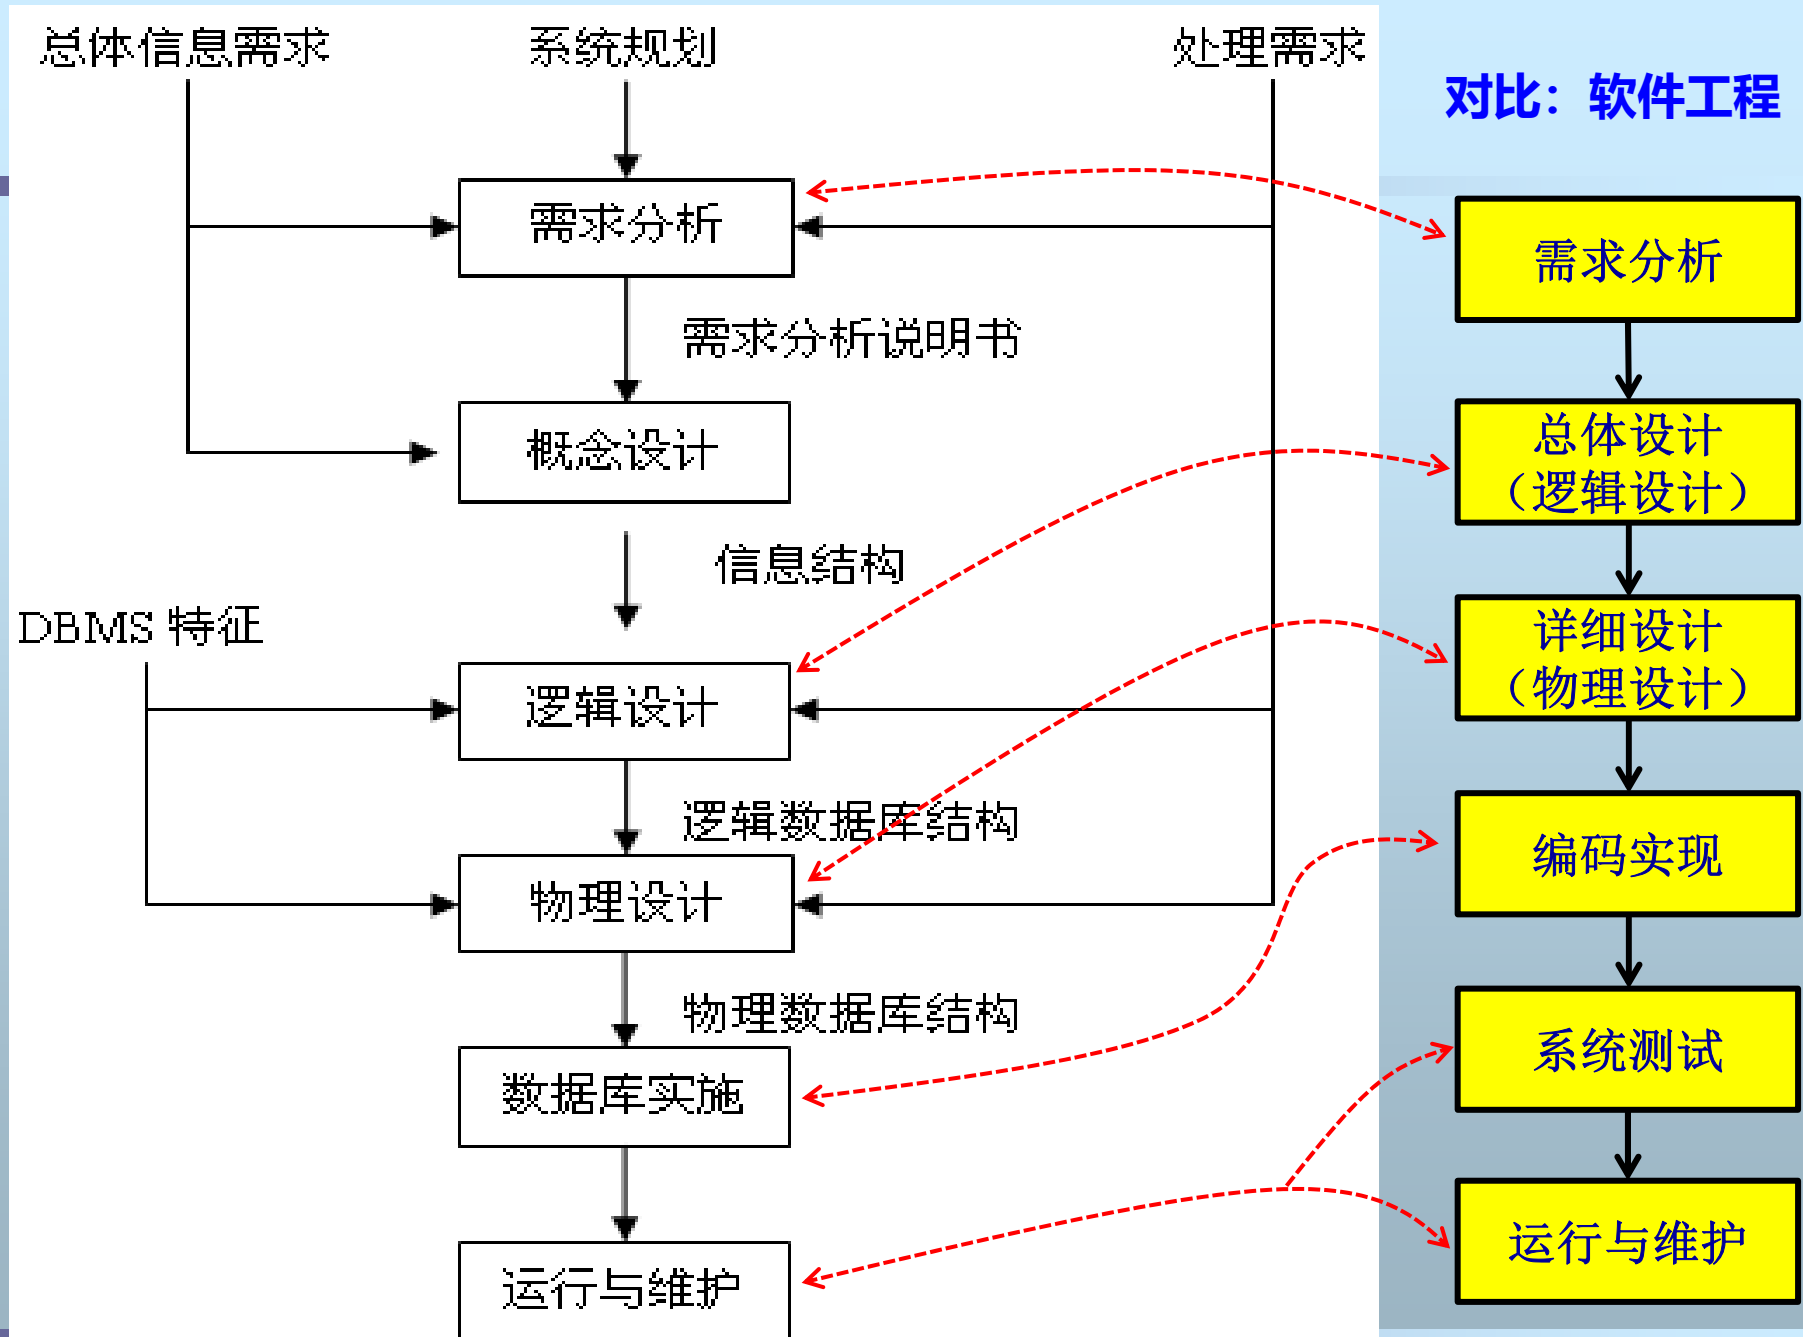 总体信息需求
系统规划
处理需求
对比：软件工程
需求分析
需求分析说明书
概念设计
信息结构
DBMS 特征
逻辑设计
逻辑数据库结构
物理设计
物理数据库结构
数据库实施
运行与维护
需求分析
总体设计
（逻辑设计）
详细设计
（物理设计）
编码实现
系统测试
运行与维护